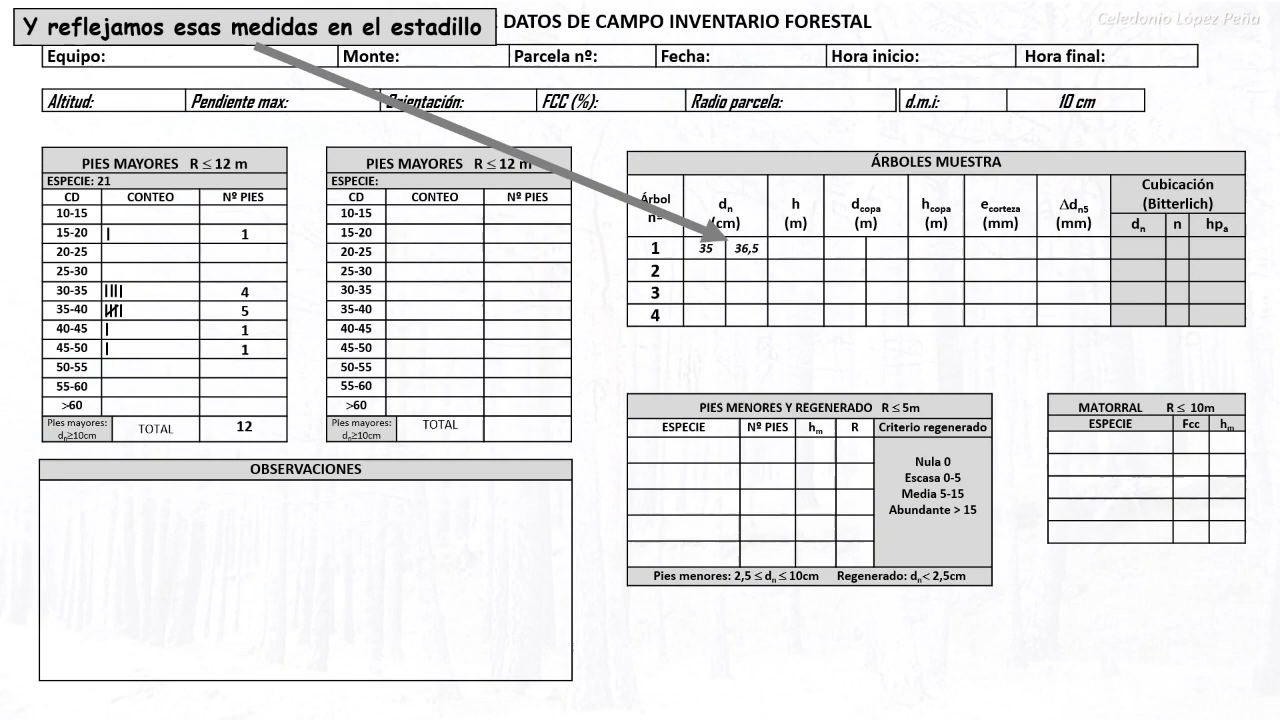 Y reflejamos esas medidas en el estadillo
DATOS DE CAMPO INVENTARIO FORESTAL
Celedonio López Peña
Equipo: Monte: Parcela nº: Fecha: Hora inicio: Hora final:
Altitud: Pendiente max: Orientación: FCC (%): Radio parcela: d.m.i: 10 cm
PIES MAYORES R ≤ 12 m
ESPECIE: 21
CD CONTEO Nº PIES
10-15
15-20 | 1
20-25
25-30
30-35 |||| 4
35-40 5
40-45 | 1
45-50 | 1
50-55
55-60
>60
Pies mayores: dn≥10cm TOTAL 12
PIES MAYORES R ≤ 12 m
ESPECIE:
CD CONTEO Nº PIES
10-15
15-20
20-25
25-30
30-35
35-40
40-45
45-50
50-55
55-60
>60
Pies mayores: dn≥10cm TOTAL
ÁRBOLES MUESTRA
Árbol nº dn (cm) h (m) dcopa (m) hcopa (m) ecorteza (mm) Δdn5 (mm) Cubicación (Bitterlich)
dn n hpa
1 35 36,5
2
3
4
OBSERVACIONES
PIES MENORES Y REGENERADO R ≤ 5m
ESPECIE Nº PIES hm R Criterio regenerado
Nula 0
Escasa 0-5
Media 5-15
Abundante > 15
Pies menores: 2,5 ≤ dn ≤ 10cm Regenerado: dn< 2,5cm
MATORRAL R ≤ 10m
ESPECIE Fcc hm